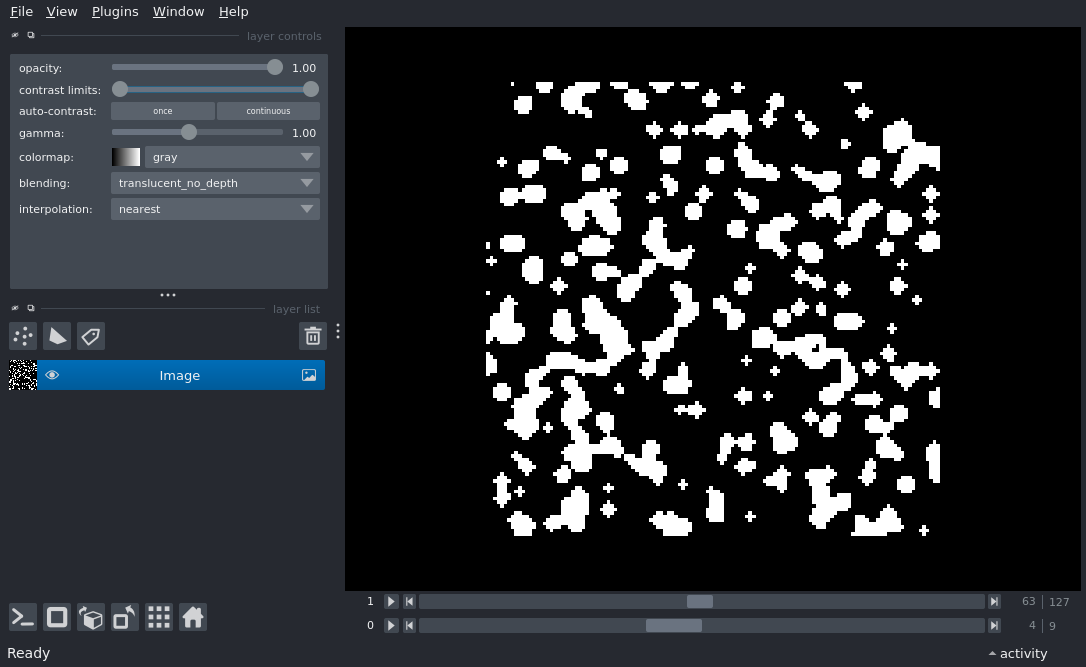 File View Plugins Window Help
layer controls
opacity: 1.00
contrast limits:
auto-contrast: once continuous
gamma: 1.00
colormap: gray
blending: translucent_no_depth
interpolation: nearest
layer list
Image
1 63 127
0 4 9
Ready activity